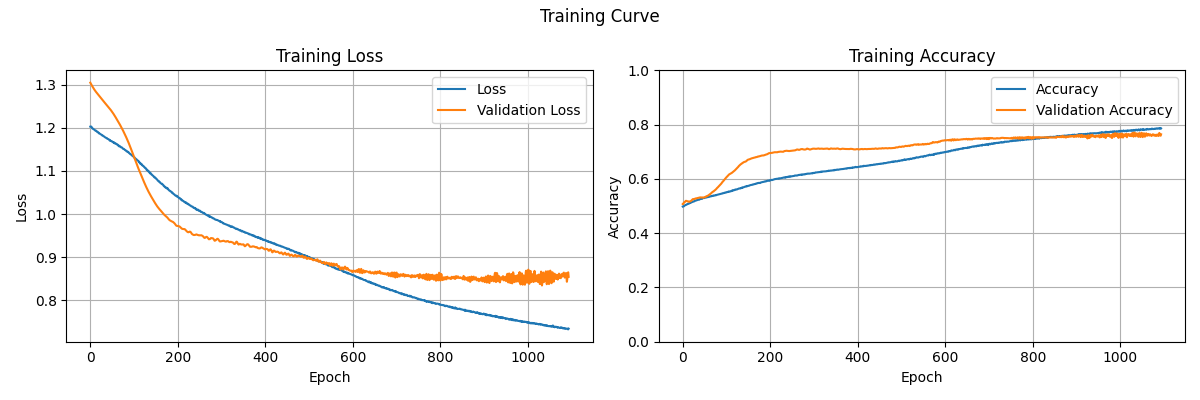 Training Curve
Training Loss
Loss
Validation Loss
1.3
1.2
1.1
1.0
0.9
0.8
Loss
0
200
400
600
800
1000
Epoch
Training Accuracy
Accuracy
Validation Accuracy
1.0
0.8
0.6
0.4
0.2
0.0
Accuracy
0
200
400
600
800
1000
Epoch